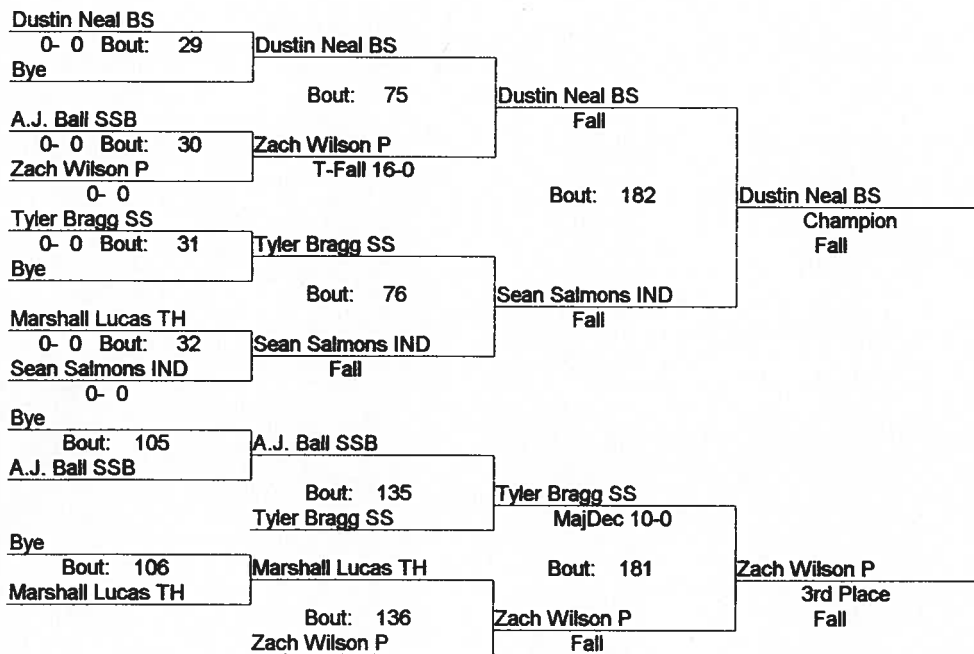 Dustin Neal BS
0- 0 Bout: 29
Bye
Dustin Neal BS
Bout: 75
A.J. Ball SSB
0- 0 Bout: 30
Zach Wilson P
0- 0
Zach Wilson P
T-Fall 16-0
Dustin Neal BS
Fall
Tyler Bragg SS
0- 0 Bout: 31
Bye
Tyler Bragg SS
Bout: 76
Marshall Lucas TH
0- 0 Bout: 32
Sean Salmons IND
0- 0
Sean Salmons IND
Fall
Sean Salmons IND
Fall
Bout: 182
Dustin Neal BS
Champion
Fall
Bye
Bout: 105
A.J. Ball SSB
A.J. Ball SSB
Bout: 135
Tyler Bragg SS
Tyler Bragg SS
MajDec 10-0
Bye
Bout: 106
Marshall Lucas TH
Marshall Lucas TH
Bout: 136
Zach Wilson P
Zach Wilson P
Fall
Bout: 181
Zach Wilson P
3rd Place
Fall